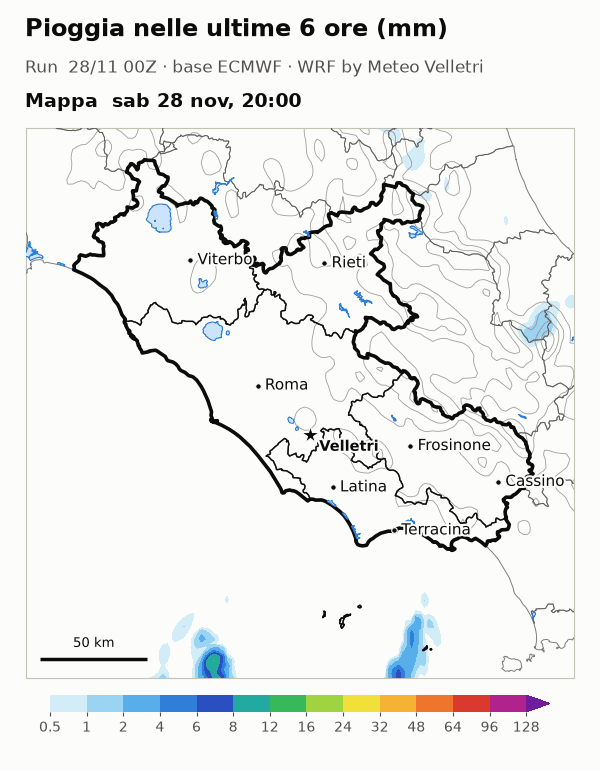 Pioggia nelle ultime 6 ore (mm)
Run  28/11 00Z · base ECMWF · WRF by Meteo Velletri
Mappa  sab 28 nov, 20:00
Viterbo
Rieti
Roma
Velletri
Frosinone
Latina
Cassino
Terracina
50 km
0.5 1 2 4 6 8 12 16 24 32 48 64 96 128